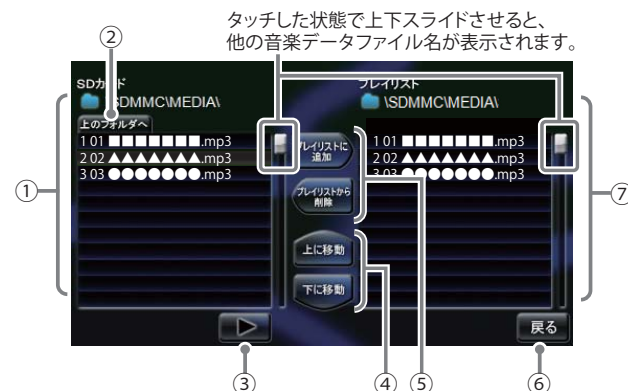 タッチした状態で上下スライドさせると、
他の音楽データファイル名が表示されます。
②
SDカード
\SDMMC\MEDIA\
上のフォルダへ
1 01 ■■■■■■■.mp3
2 02 ▲▲▲▲▲▲▲.mp3
3 03 ●●●●●●●.mp3
①
プレイリストに
追加
プレイリストから
削除
上に移動
下に移動
プレイリスト
\SDMMC\MEDIA\
1 01 ■■■■■■■.mp3
2 02 ▲▲▲▲▲▲▲.mp3
3 03 ●●●●●●●.mp3
⑦
戻る
③
④
⑤
⑥